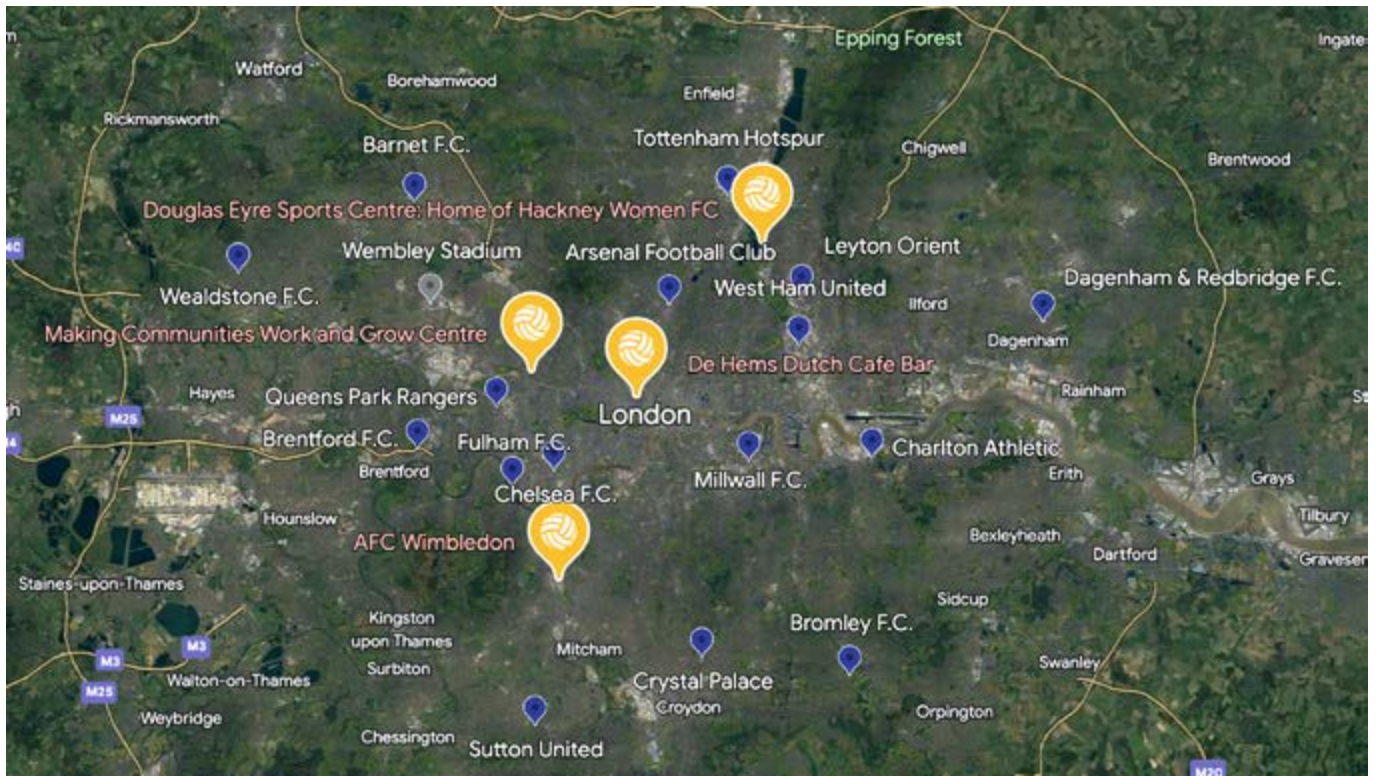 Epping Forest
Ingate
m
Watford
Borehamwood
Enfield
Rickmansworth
Tottenham Hotspur
Barnet F.C.
Chigwell
Brentwood
Douglas Eyre Sports Centre: Home of Hackney Women FC
40
Wembley Stadium
Arsenal Football Club
Leyton Orient
Dagenham & Redbridge F.C.
Wealdstone F.C.
West Ham United
Ilford
Making Communities Work and Grow Centre
Dagenham
De Hems Dutch Cafe Bar
Hayes
Queens Park Rangers
Rainham
St
gh
M25
London
Brentford F.C.
Fulham F.C.
Charlton Athletic
44
Brentford
Millwall F.C.
Erith
Grays
Chelsea F.C.
Hounslow
Tilbury
AFC Wimbledon
Bexleyheath
Dartford
Gravesen
Staines-upon-Thames
Sidcup
Kingston
upon Thames
Bromley F.C.
M3
Mitcham
M3
Surbiton
Swanley
Walton-on-Thames
Crystal Palace
M25
Croydon
Weybridge
Orpington
Chessington
Sutton United
M20